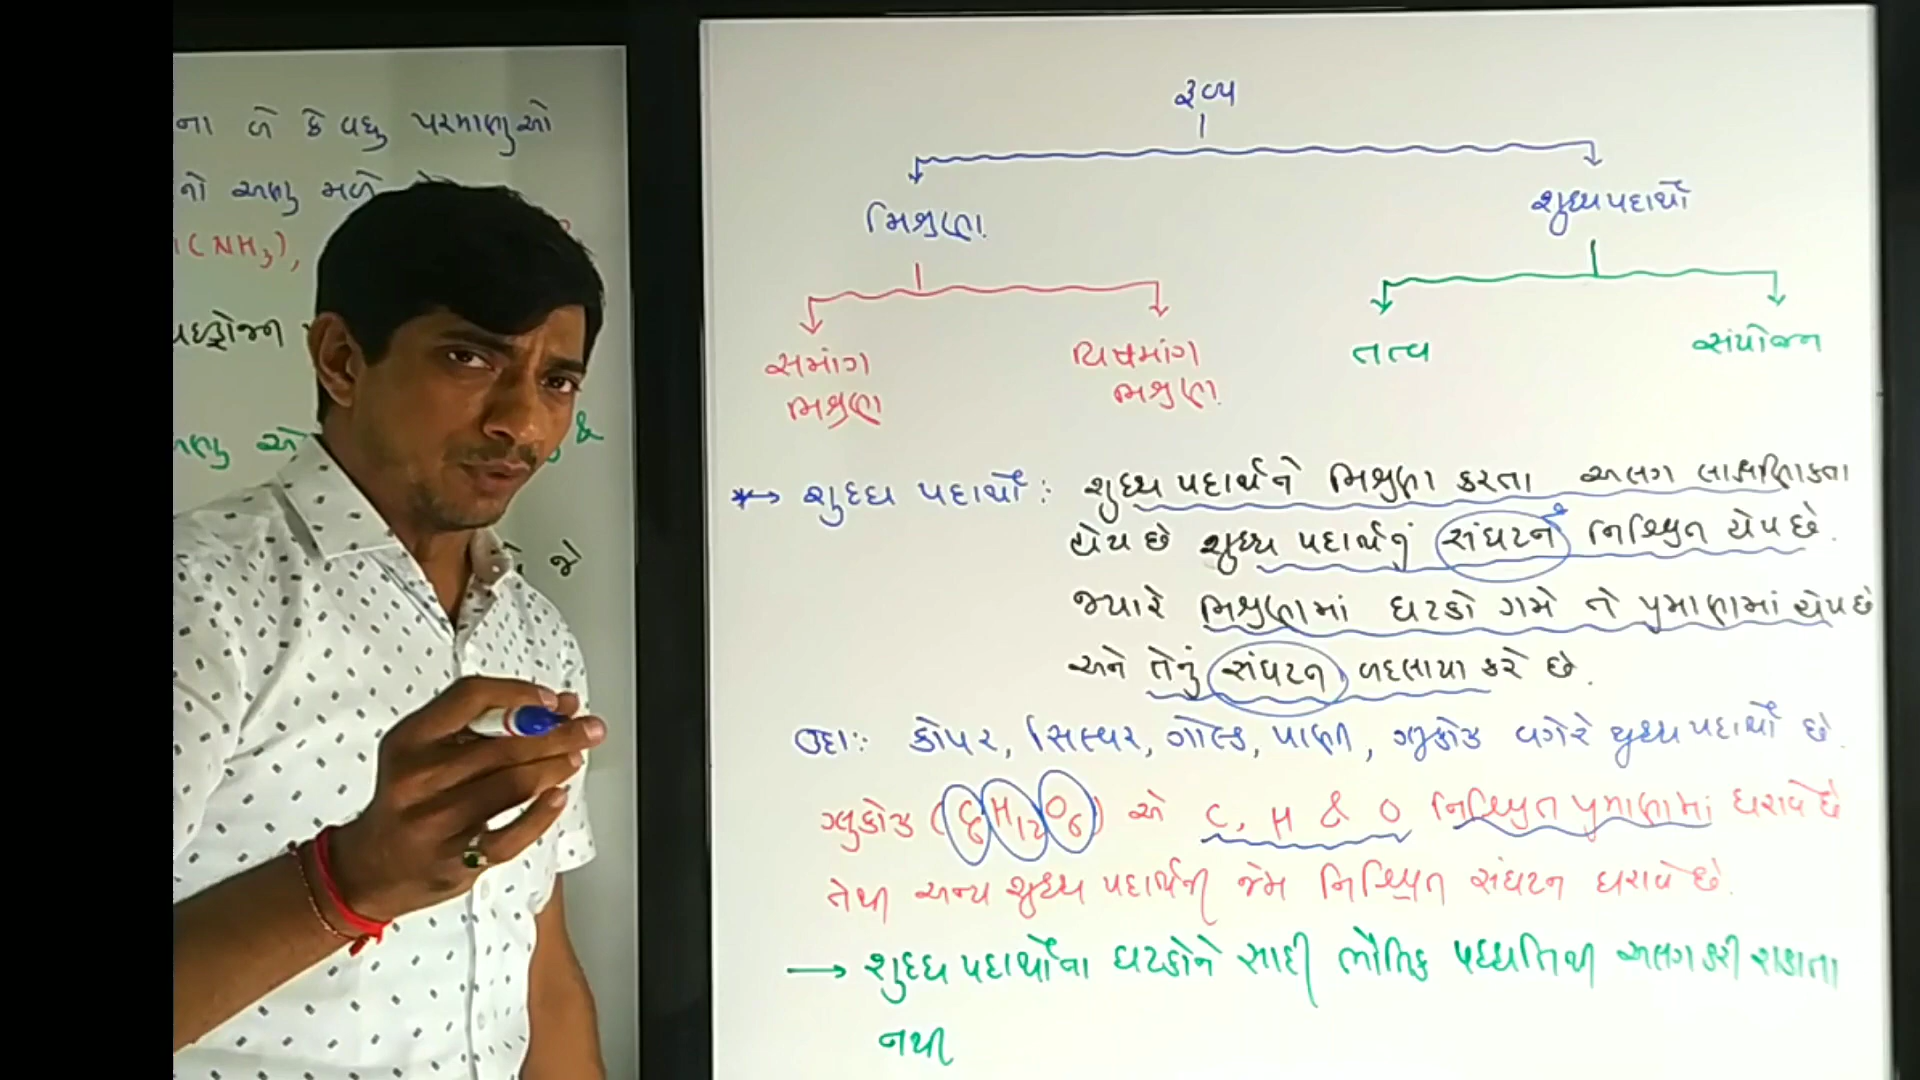 ના બે કે વધુ પરમાણુઓ
નો અણુ મળે
(NH3),
દ્રવ્ય
મિશ્રણ
શુધ્ધ પદાર્થો
સમાંગ મિશ્રણ
વિષમાંગ મિશ્રણ
તત્વ
સંયોજન
*→ શુધ્ધ પદાર્થો : શુધ્ધ પદાર્થને મિશ્રણ કરતા અલગ લાક્ષણિકતા
હોય છે શુધ્ધ પદાર્થનું સંઘટન નિશ્ચિત હોય છે.
જ્યારે મિશ્રણમાં ઘટકો ગમે તે પ્રમાણમાં હોય છે
અને તેનું સંઘટન બદલાયા કરે છે.
ઉદા:- કોપર, સિલ્વર, ગોલ્ડ, પાણી, ગ્લુકોઝ વગેરે શુધ્ધ પદાર્થો છે.
ગ્લુકોઝ (C6H12O6) એ C, H & O નિશ્ચિત પ્રમાણમાં ધરાવે છે
તેથી અન્ય શુધ્ધ પદાર્થની જેમ નિશ્ચિત સંઘટન ધરાવે છે.
→ શુધ્ધ પદાર્થોના ઘટકોને સાદી ભૌતિક પધ્ધતિથી અલગ કરી શકાતા
નથી